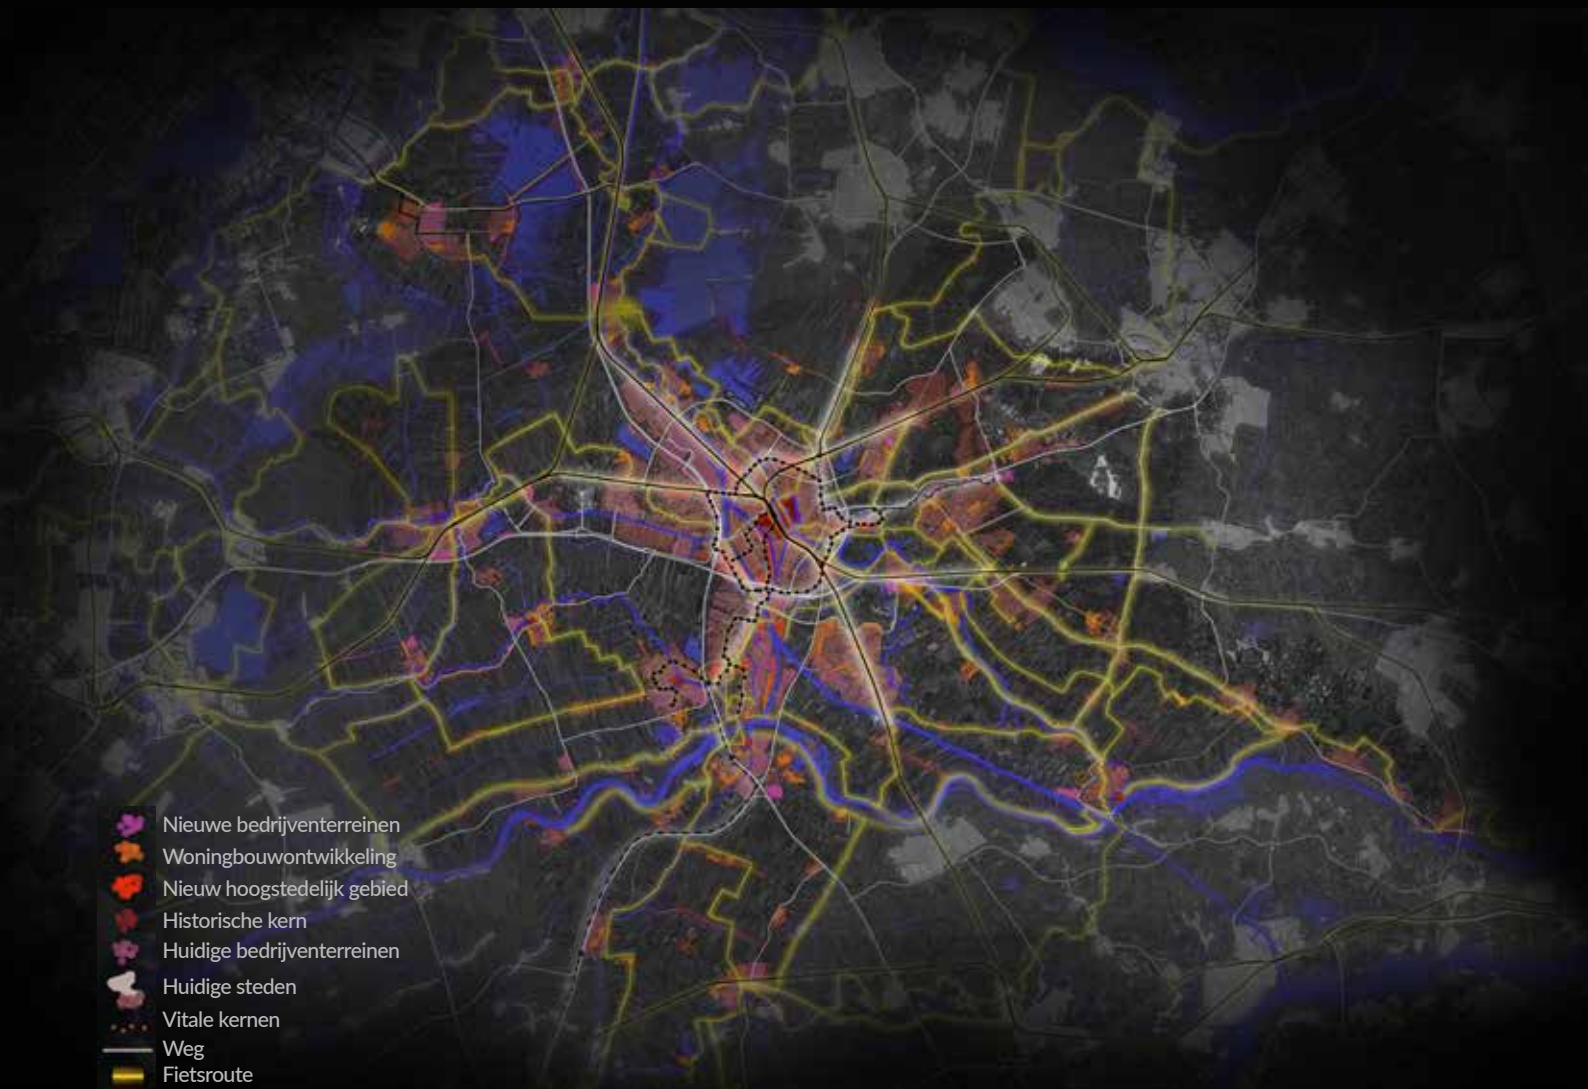 Nieuwe bedrijventerreinen
Woningbouwontwikkeling
Nieuw hoogstedelijk gebied
Historische kern
Huidige bedrijventerreinen
Huidige steden
Vitale kernen
Weg
Fietsroute